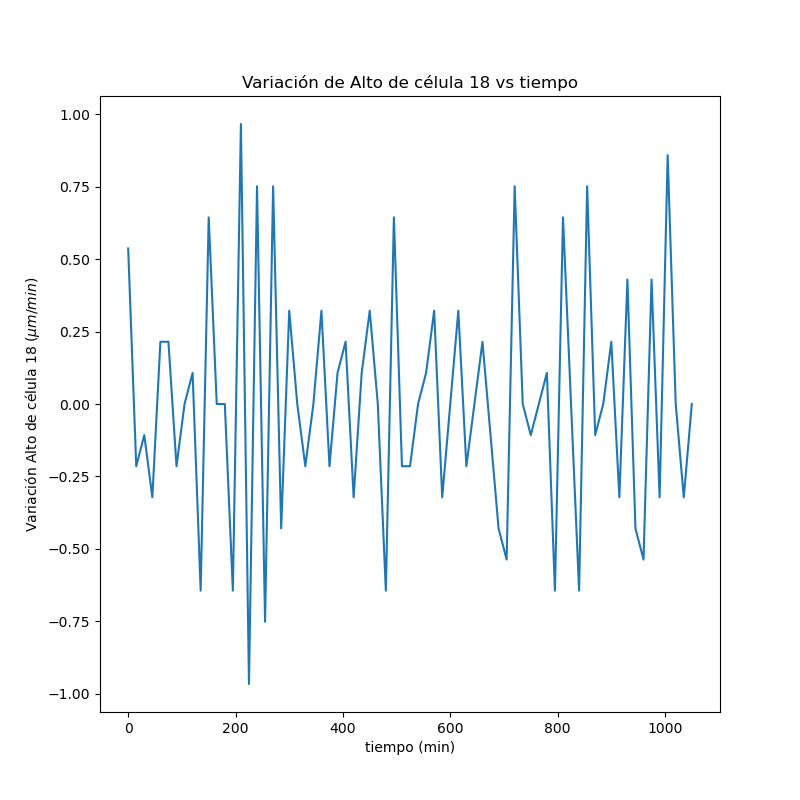 Variación de Alto de célula 18 vs tiempo
Variación Alto de célula 18 (μm/min)
1.00
0.75
0.50
0.25
0.00
−0.25
−0.50
−0.75
−1.00
0 200 400 600 800 1000
tiempo (min)